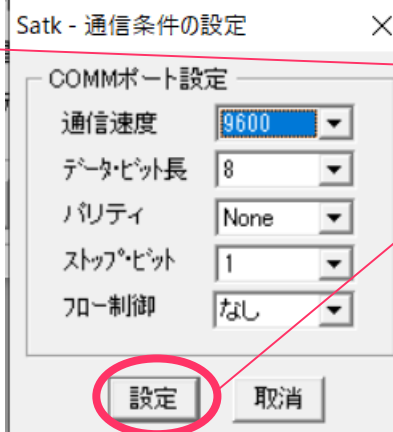 Satk - 通信条件の設定
COMMポート設定
通信速度 9600
データ・ビット長 8
パリティ None
ストップ・ビット 1
フロー制御 なし
設定 取消